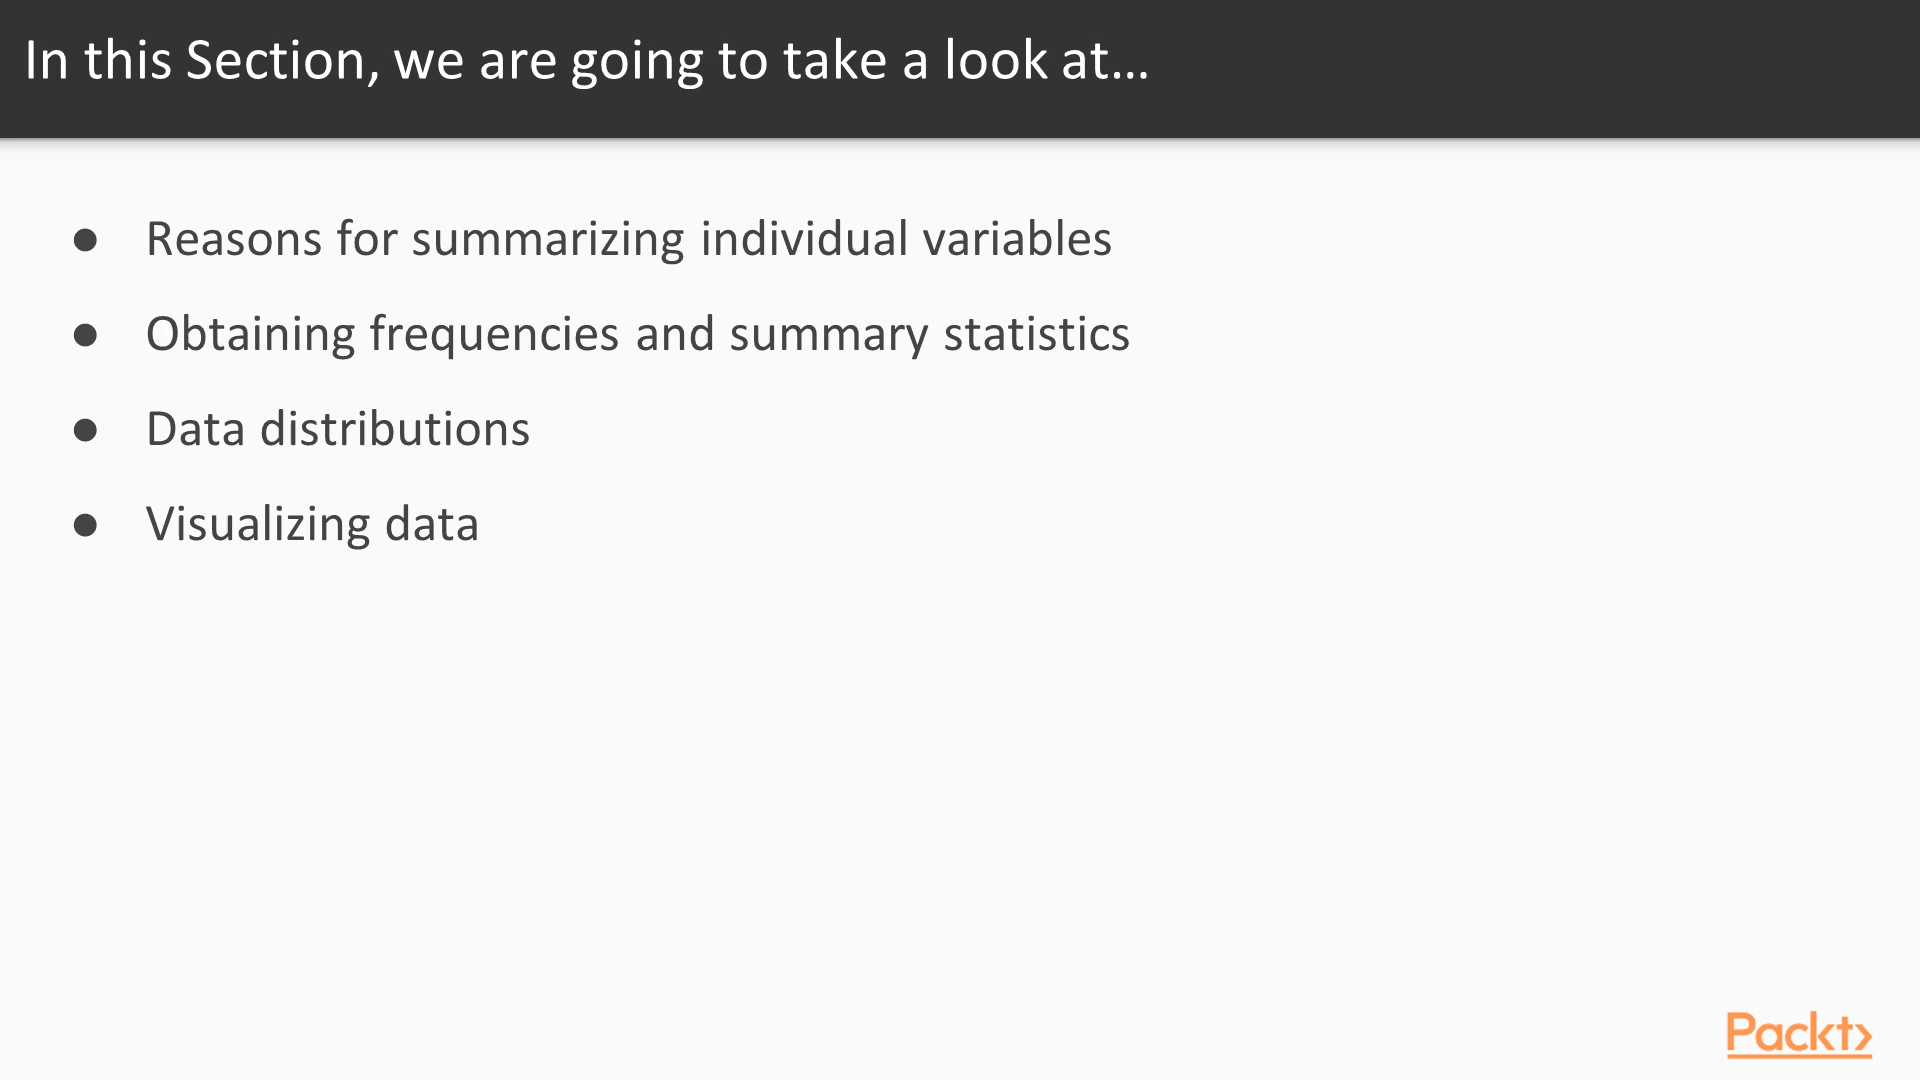 In this Section, we are going to take a look at…
● Reasons for summarizing individual variables
● Obtaining frequencies and summary statistics
● Data distributions
● Visualizing data
Packt>